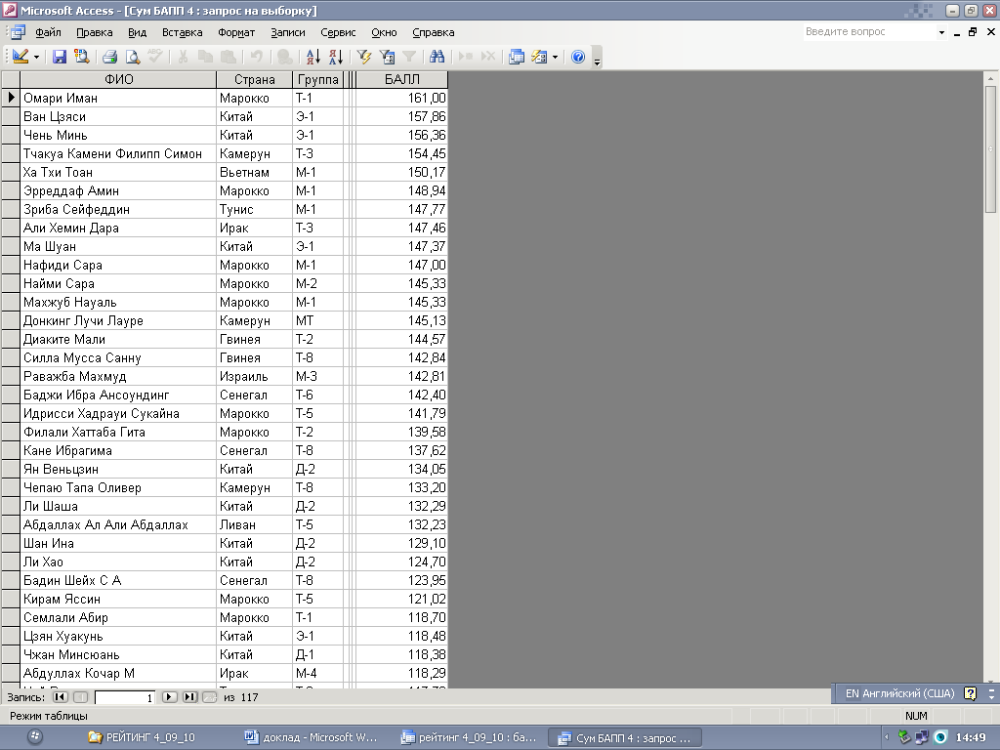 Microsoft Access - [Сум БАПП 4 : запрос на выборку]
Файл Правка Вид Вставка Формат Записи Сервис Окно Справка Введите вопрос
ФИО Страна Группа БАЛЛ
Омари Иман Марокко Т-1 161,00
Ван Цзяси Китай Э-1 157,86
Чень Минь Китай Э-1 156,36
Тчакуа Камени Филипп Симон Камерун Т-3 154,45
Ха Тхи Тоан Вьетнам М-1 150,17
Эрреддаф Амин Марокко М-1 148,94
Зриба Сейфеддин Тунис М-1 147,77
Али Хемин Дара Ирак Т-3 147,46
Ма Шуан Китай Э-1 147,37
Нафиди Сара Марокко М-1 147,00
Найми Сара Марокко М-2 145,33
Махжуб Науаль Марокко М-1 145,33
Донкинг Лучи Лауре Камерун МТ 145,13
Диаките Мали Гвинея Т-2 144,57
Силла Мусса Санну Гвинея Т-8 142,84
Раважба Махмуд Израиль М-3 142,81
Баджи Ибра Ансоундинг Сенегал Т-6 142,40
Идрисси Хадрауи Сукайна Марокко Т-5 141,79
Филали Хаттаба Гита Марокко Т-2 139,58
Кане Ибрагима Сенегал Т-8 137,62
Ян Веньцзин Китай Д-2 134,05
Чепаю Тапа Оливер Камерун Т-8 133,20
Ли Шаша Китай Д-2 132,29
Абдаллах Ал Али Абдаллах Ливан Т-5 132,23
Шан Ина Китай Д-2 129,10
Ли Хао Китай Д-2 124,70
Бадин Шейх С А Сенегал Т-8 123,95
Кирам Яссин Марокко Т-5 121,02
Семлали Абир Марокко Т-1 118,70
Цзян Хуакунь Китай Э-1 118,48
Чжан Минсюань Китай Д-1 118,38
Абдуллах Кочар М Ирак М-4 118,29
Запись: 1 из 117
EN Английский (США)
Режим таблицы NUM
РЕЙТИНГ 4_09_10 доклад - Microsoft W... рейтинг 4_09_10 : ба... Сум БАПП 4 : запрос ... 14:49